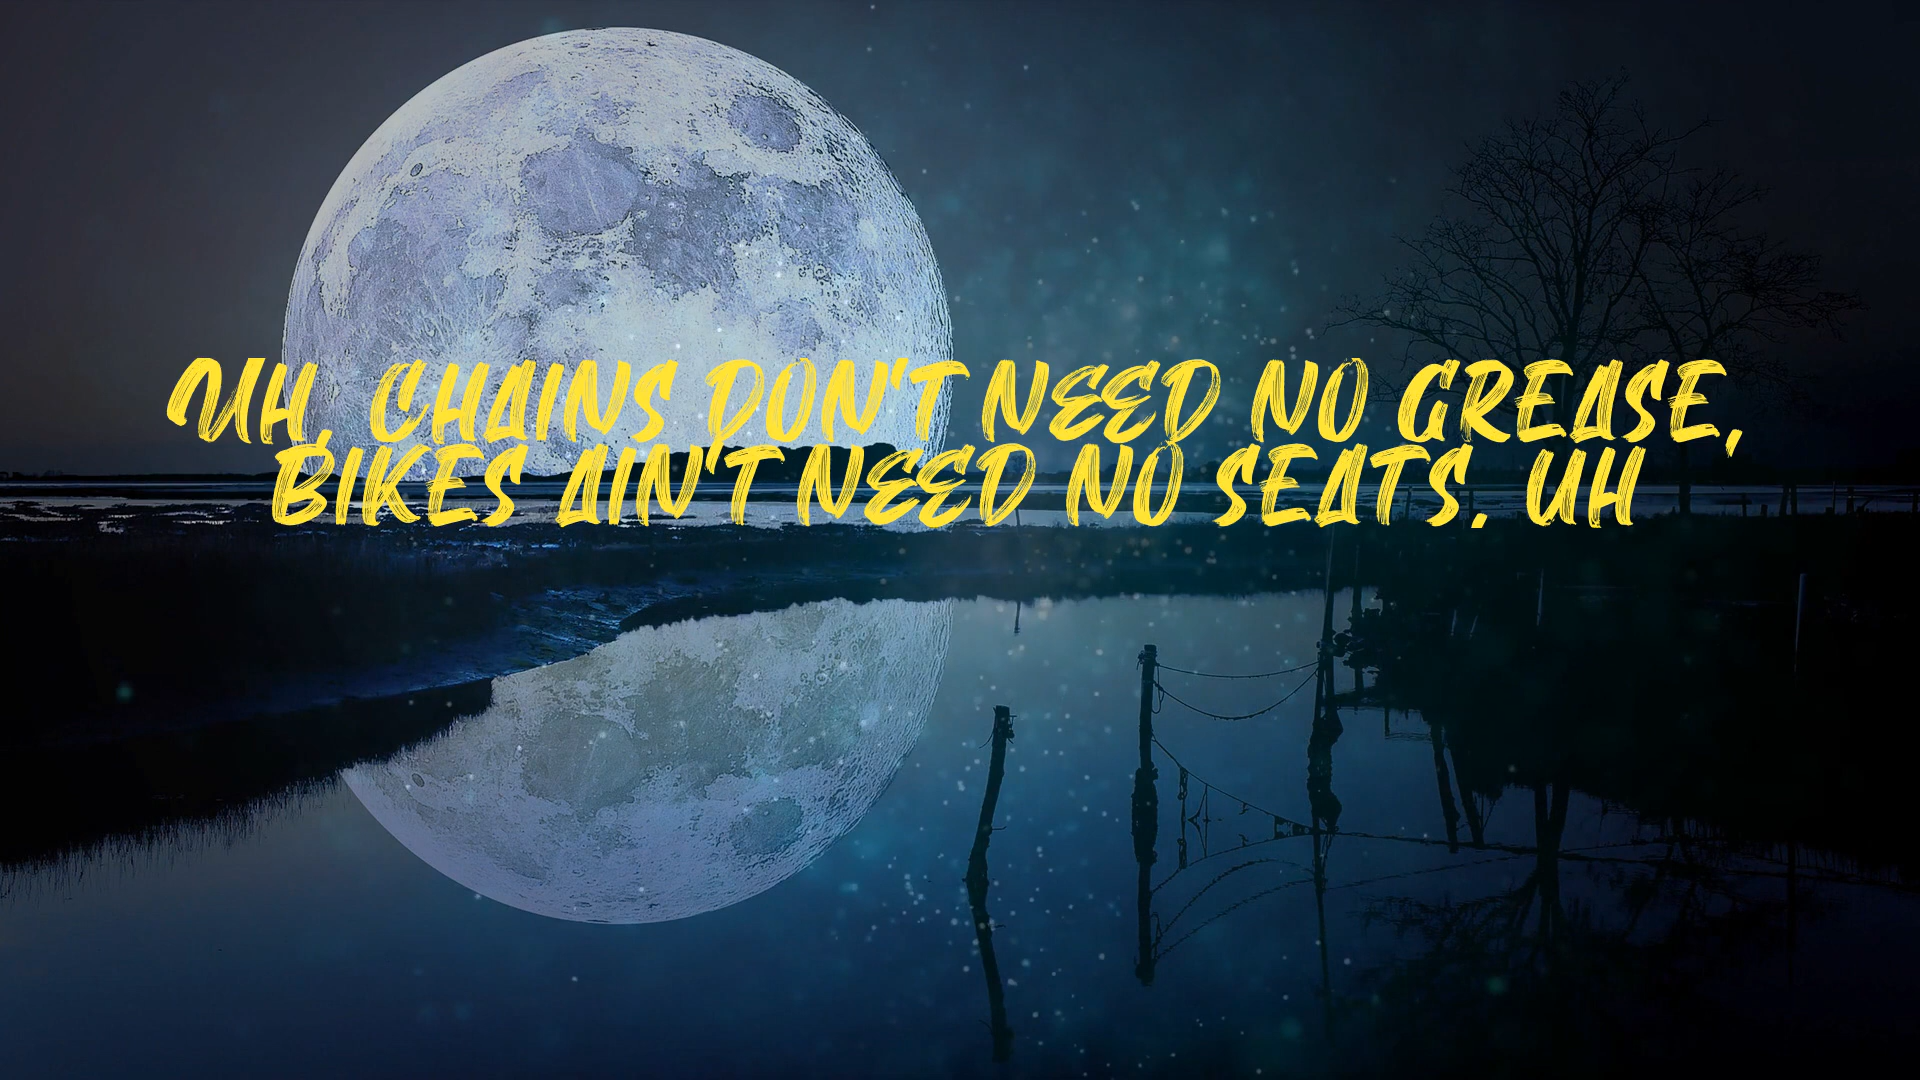 UH, CHAINS DON'T NEED NO GREASE,
BIKES AIN'T NEED NO SEATS. UH